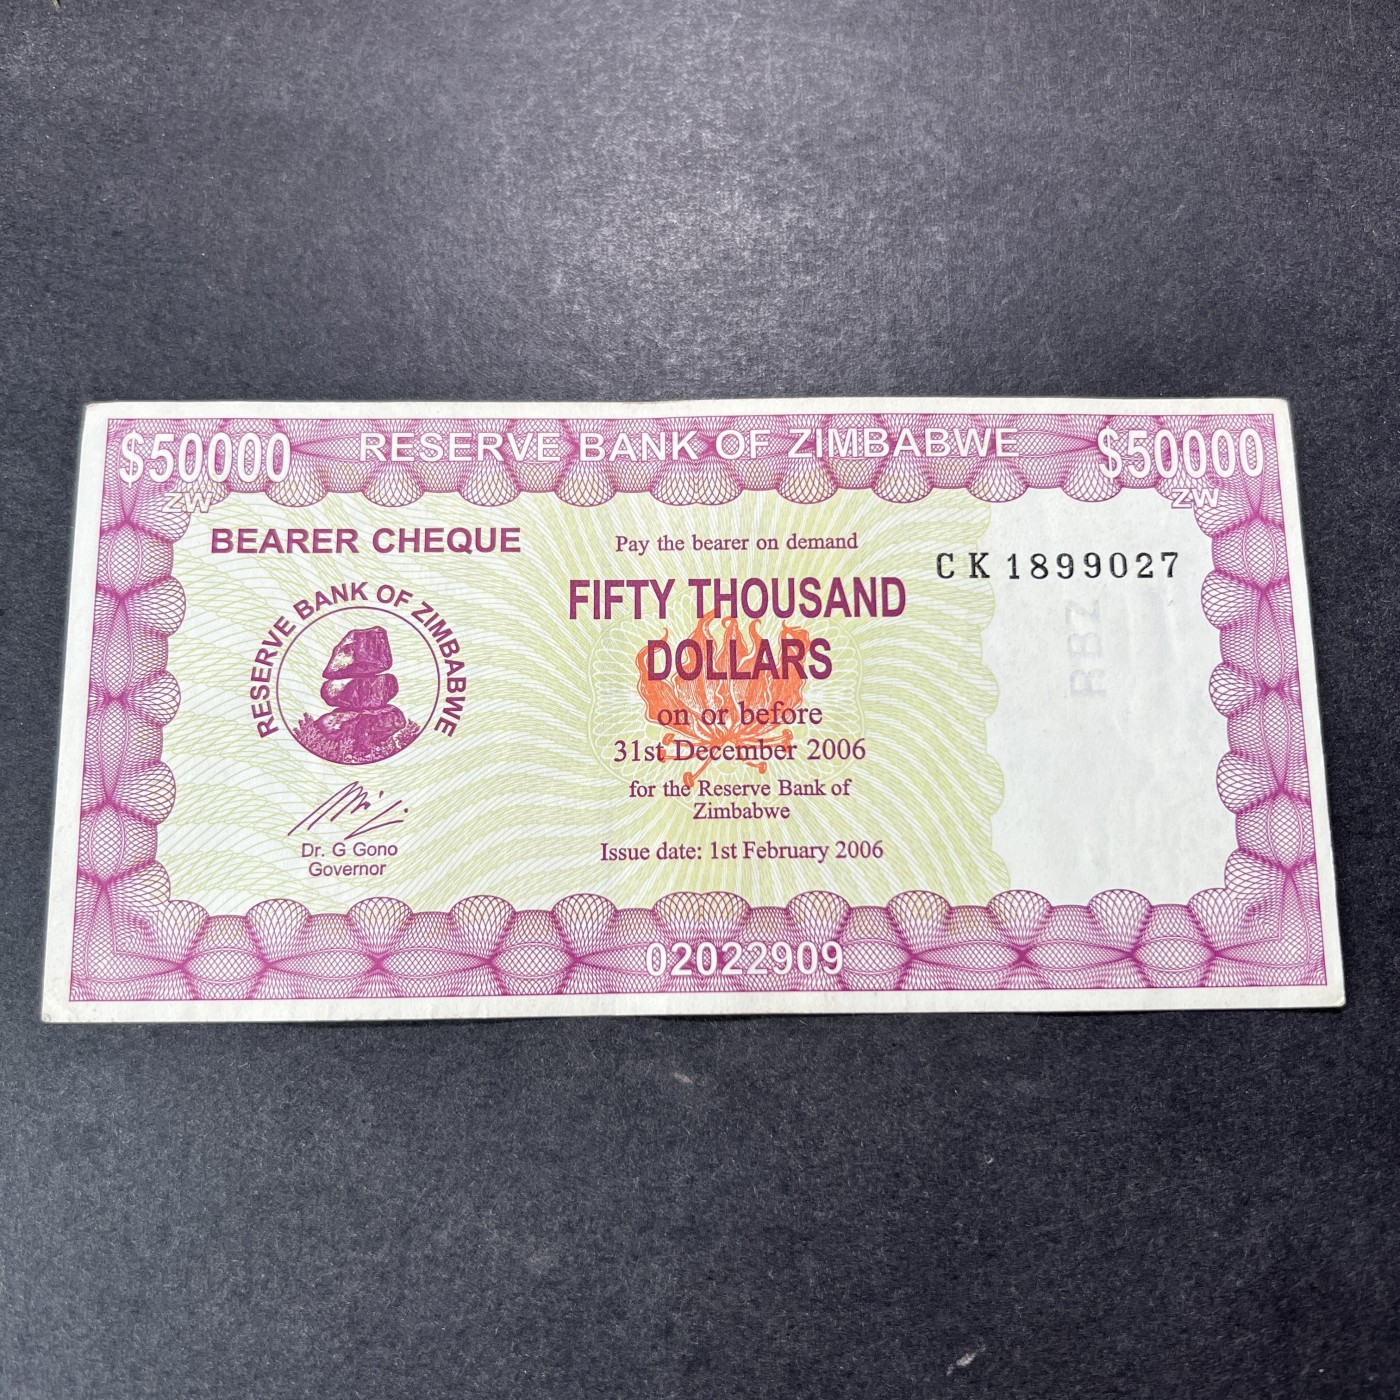 $50000
ZW
RESERVE BANK OF ZIMBABWE
$50000
ZW
BEARER CHEQUE
RESERVE BANK OF ZIMBABWE
Dr. G Gono
Governor
Pay the bearer on demand
FIFTY THOUSAND
DOLLARS
on or before
31st December 2006
for the Reserve Bank of
Zimbabwe
Issue date: 1st February 2006
CK1899027
RBZ
02022909